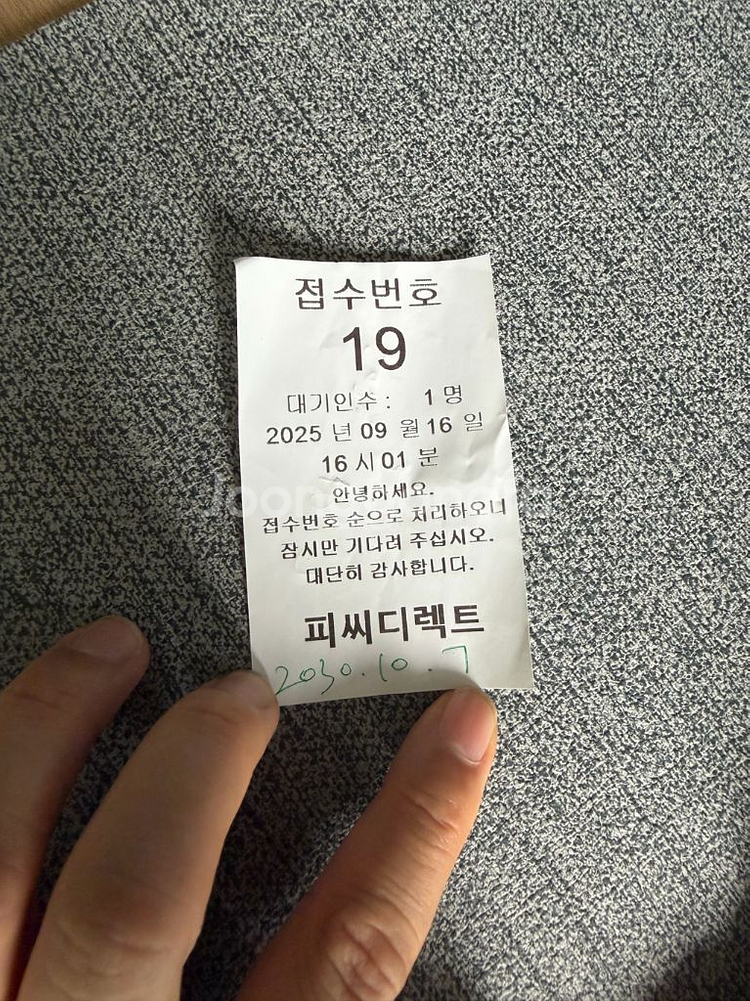 접수번호
19
대기인수 : 1 명
2025 년 09 월 16 일
16 시 01 분
안녕하세요.
접수번호 순으로 처리하오니
잠시만 기다려 주십시오.
대단히 감사합니다.
피씨디렉트
2030.10.7